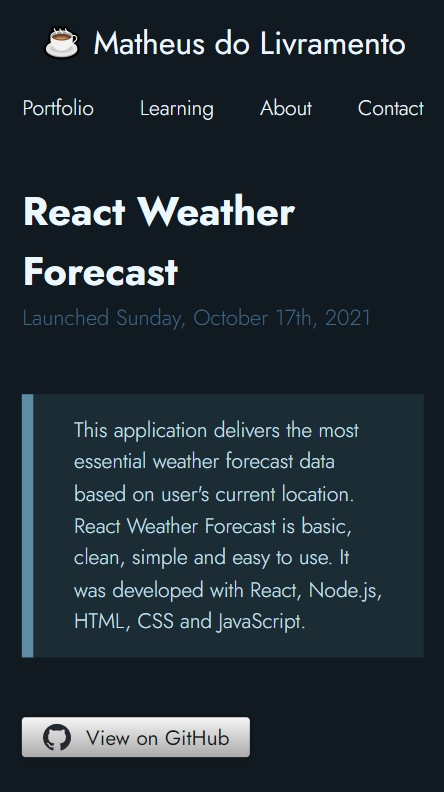 Matheus do Livramento
Portfolio Learning About Contact
React Weather
Forecast
Launched Sunday, October 17th, 2021
This application delivers the most
essential weather forecast data
based on user's current location.
React Weather Forecast is basic,
clean, simple and easy to use. It
was developed with React, Node.js,
HTML, CSS and JavaScript.
View on GitHub